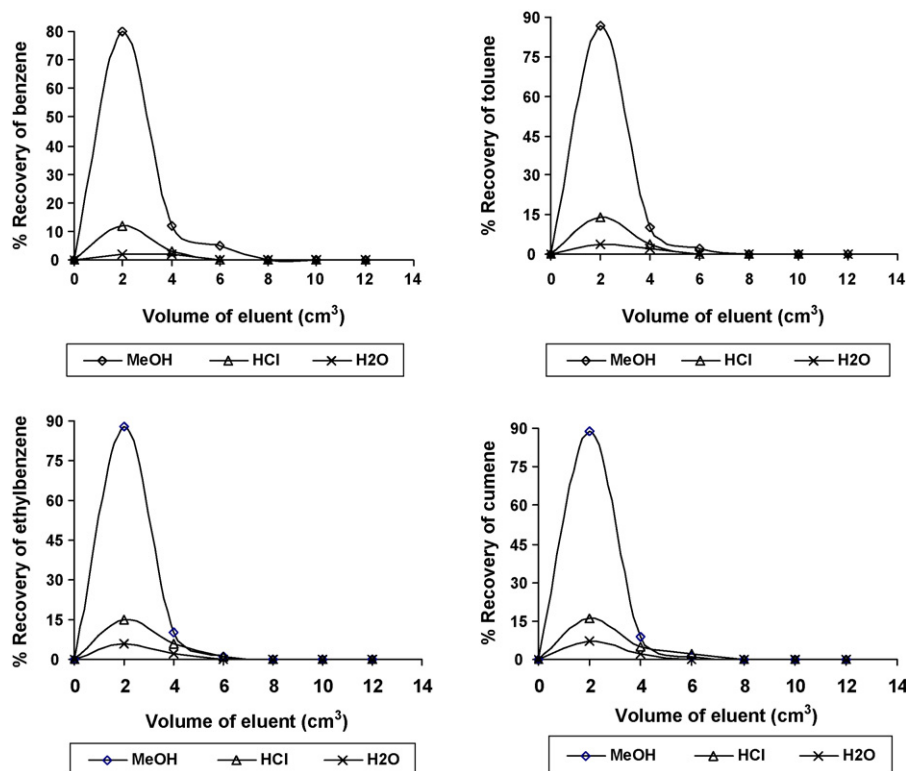 % Recovery of benzene
90
80
70
60
50
40
30
20
10
0
0 2 4 6 8 10 12 14
Volume of eluent (cm³)
MeOH HCl H2O
% Recovery of toluene
90
75
60
45
30
15
0
0 2 4 6 8 10 12 14
Volume of eluent (cm³)
MeOH HCl H2O
% Recovery of ethylbenzene
90
75
60
45
30
15
0
0 2 4 6 8 10 12 14
Volume of eluent (cm³)
MeOH HCl H2O
% Recovery of cumene
90
75
60
45
30
15
0
0 2 4 6 8 10 12 14
Volume of eluent (cm³)
MeOH HCl H2O